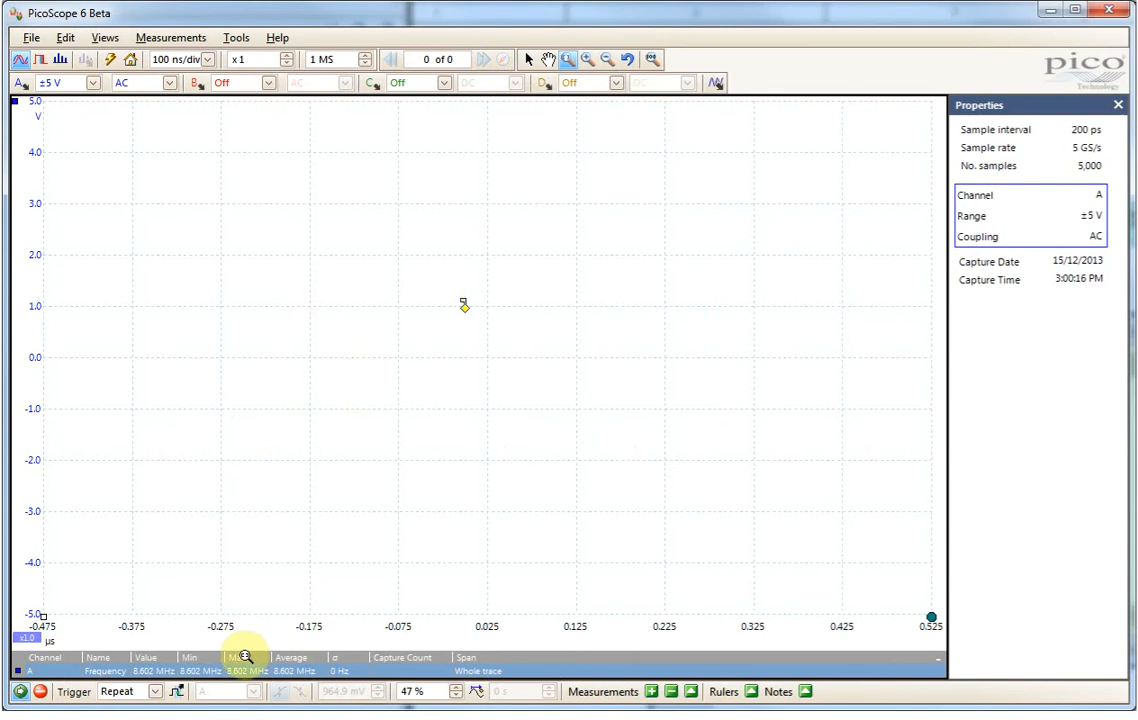 PicoScope 6 Beta
File Edit Views Measurements Tools Help
100 ns/div x 1 1 MS 0 of 0
pico
Technology
A ±5 V AC B Off AC C Off DC D Off DC
5.0
V
4.0
3.0
2.0
1.0
0.0
-1.0
-2.0
-3.0
-4.0
-5.0
-0.475 -0.375 -0.275 -0.175 -0.075 0.025 0.125 0.225 0.325 0.425 0.525
x1.0 µs
Properties
Sample interval 200 ps
Sample rate 5 GS/s
No. samples 5,000
Channel A
Range ±5 V
Coupling AC
Capture Date 15/12/2013
Capture Time 3:00:16 PM
Channel Name Value Min Average σ Capture Count Span
A Frequency 8.602 MHz 8.602 MHz 8.602 MHz 8.602 MHz 0 Hz Whole trace
Trigger Repeat A 964.9 mV 47 % 0 s Measurements Rulers Notes